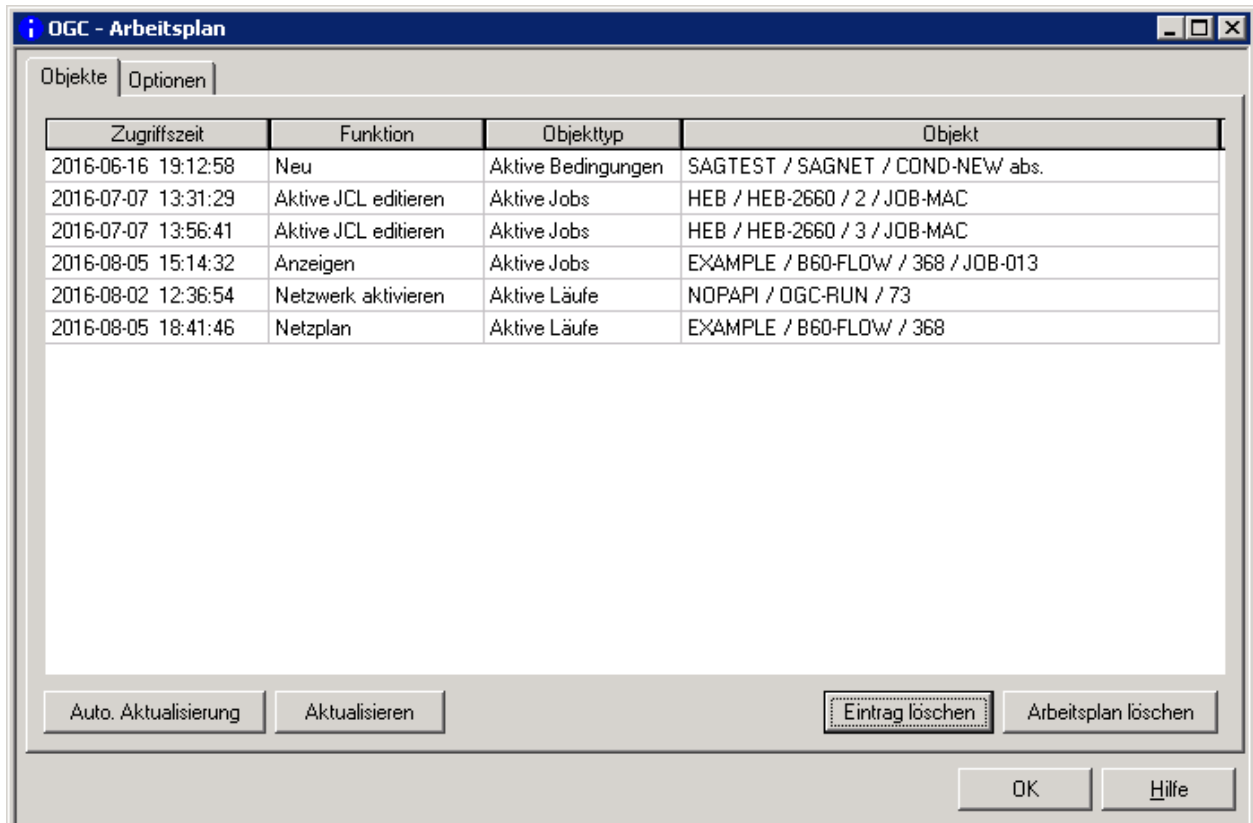 OGC - Arbeitsplan
Objekte Optionen
Zugriffszeit Funktion Objekttyp Objekt
2016-06-16 19:12:58 Neu Aktive Bedingungen SAGTEST / SAGNET / COND-NEW abs.
2016-07-07 13:31:29 Aktive JCL editieren Aktive Jobs HEB / HEB-2660 / 2 / JOB-MAC
2016-07-07 13:56:41 Aktive JCL editieren Aktive Jobs HEB / HEB-2660 / 3 / JOB-MAC
2016-08-05 15:14:32 Anzeigen Aktive Jobs EXAMPLE / B60-FLOW / 368 / JOB-013
2016-08-02 12:36:54 Netzwerk aktivieren Aktive Läufe NOPAPI / OGC-RUN / 73
2016-08-05 18:41:46 Netzplan Aktive Läufe EXAMPLE / B60-FLOW / 368
Auto. Aktualisierung Aktualisieren Eintrag löschen Arbeitsplan löschen
OK Hilfe